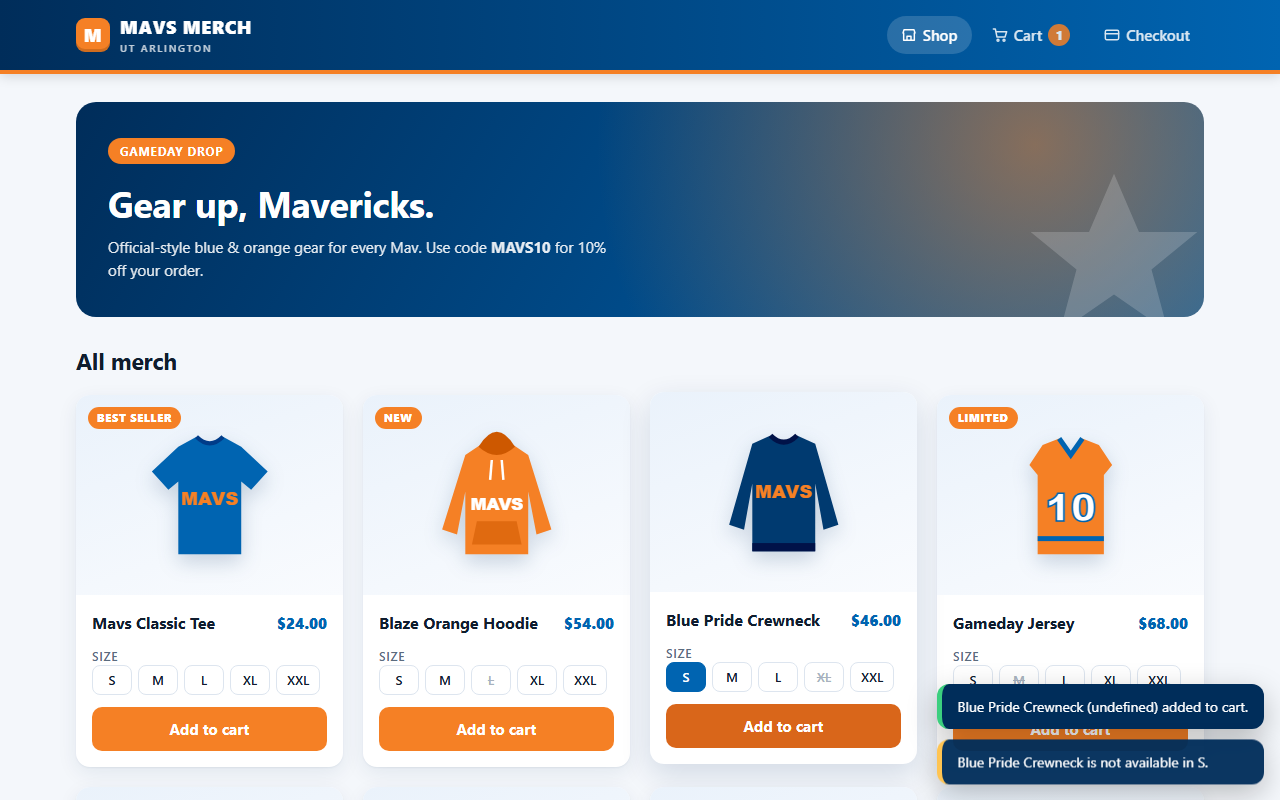 M
MAVS MERCH
UT ARLINGTON
Shop
Cart 1
Checkout
GAMEDAY DROP
Gear up, Mavericks.
Official-style blue & orange gear for every Mav. Use code MAVS10 for 10%
off your order.
All merch
BEST SELLER
MAVS
Mavs Classic Tee $24.00
SIZE
S M L XL XXL
Add to cart
NEW
MAVS
Blaze Orange Hoodie $54.00
SIZE
S M L XL XXL
Add to cart
MAVS
Blue Pride Crewneck $46.00
SIZE
S M L XL XXL
Add to cart
LIMITED
10
Gameday Jersey $68.00
SIZE
S M L XL XXL
Add to cart
Blue Pride Crewneck (undefined) added to cart.
Blue Pride Crewneck is not available in S.